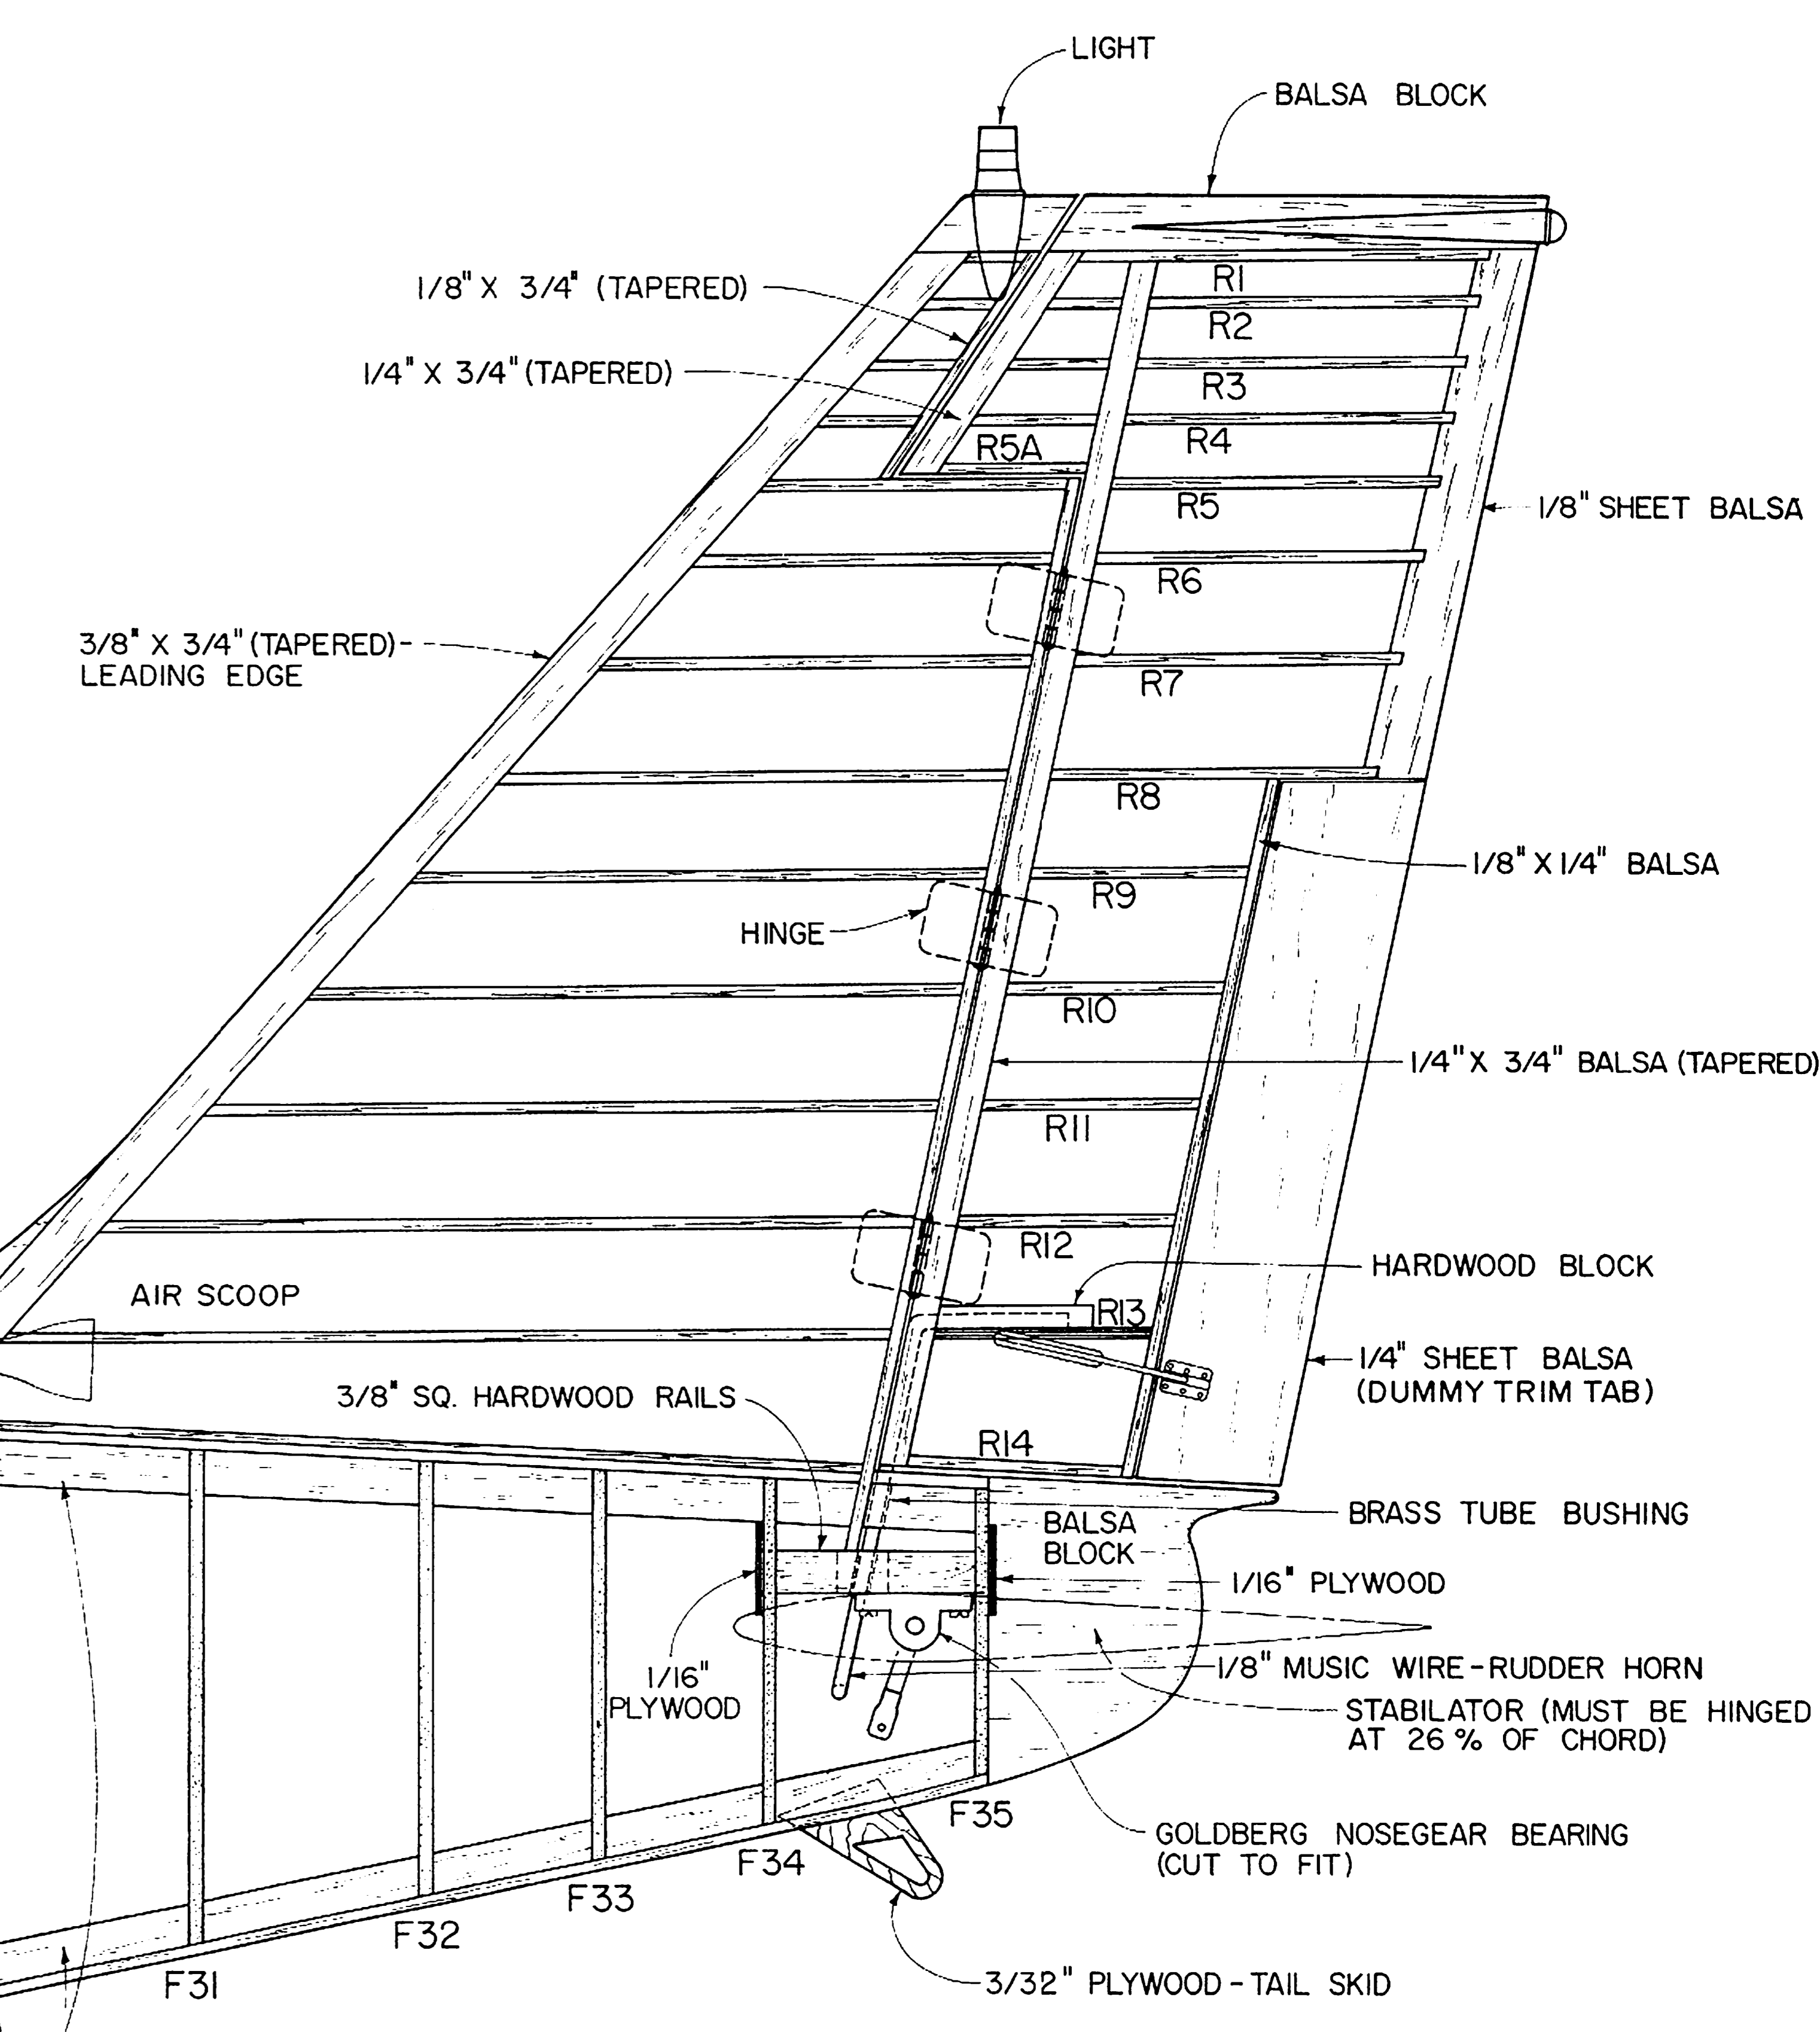 LIGHT
BALSA BLOCK
1/8" X 3/4" (TAPERED)
R1
R2
1/4" X 3/4" (TAPERED)
R3
R4
R5A
R5
1/8" SHEET BALSA
R6
3/8" X 3/4" (TAPERED)
LEADING EDGE
R7
R8
1/8" X 1/4" BALSA
R9
HINGE
R10
1/4" X 3/4" BALSA (TAPERED)
R11
R12
HARDWOOD BLOCK
AIR SCOOP
R13
1/4" SHEET BALSA
(DUMMY TRIM TAB)
3/8" SQ. HARDWOOD RAILS
R14
BRASS TUBE BUSHING
BALSA
BLOCK
1/16" PLYWOOD
1/16"
PLYWOOD
1/8" MUSIC WIRE-RUDDER HORN
STABILATOR (MUST BE HINGED
AT 26% OF CHORD)
F35
GOLDBERG NOSEGEAR BEARING
(CUT TO FIT)
F34
F33
F32
F31
3/32" PLYWOOD-TAIL SKID